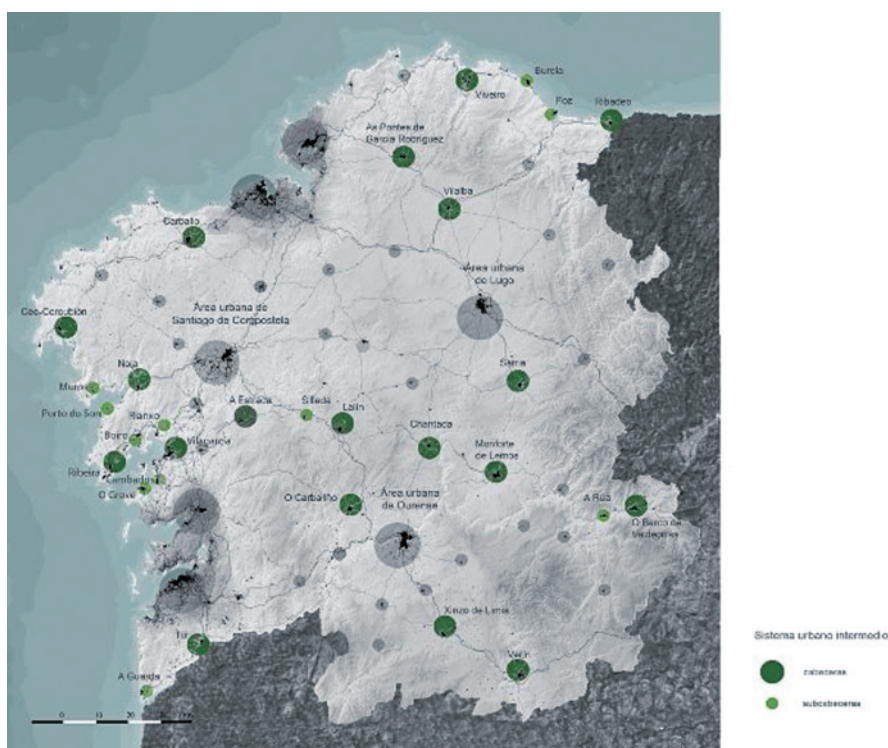 Burela
Viveiro
Foz
Ribadeo
As Pontes de
García Rodríguez
Vilalba
Carballo
Área urbana
de Lugo
Área urbana de
Santiago de Compostela
Cee-Corcubión
Sarria
Noia
Muros
Porto do Son
Rianxo
A Estrada
Silleda
Lalín
Chantada
Boiro
Vilagarcía
Monforte
de Lemos
Ribeira
Cambados
O Grove
O Carballiño
Área urbana
de Ourense
A Rúa
O Barco de
Valdeorras
Xinzo de Limia
Tui
Verín
A Guarda
Sistema urbano intermedio
cabeceras
subcabeceras
0